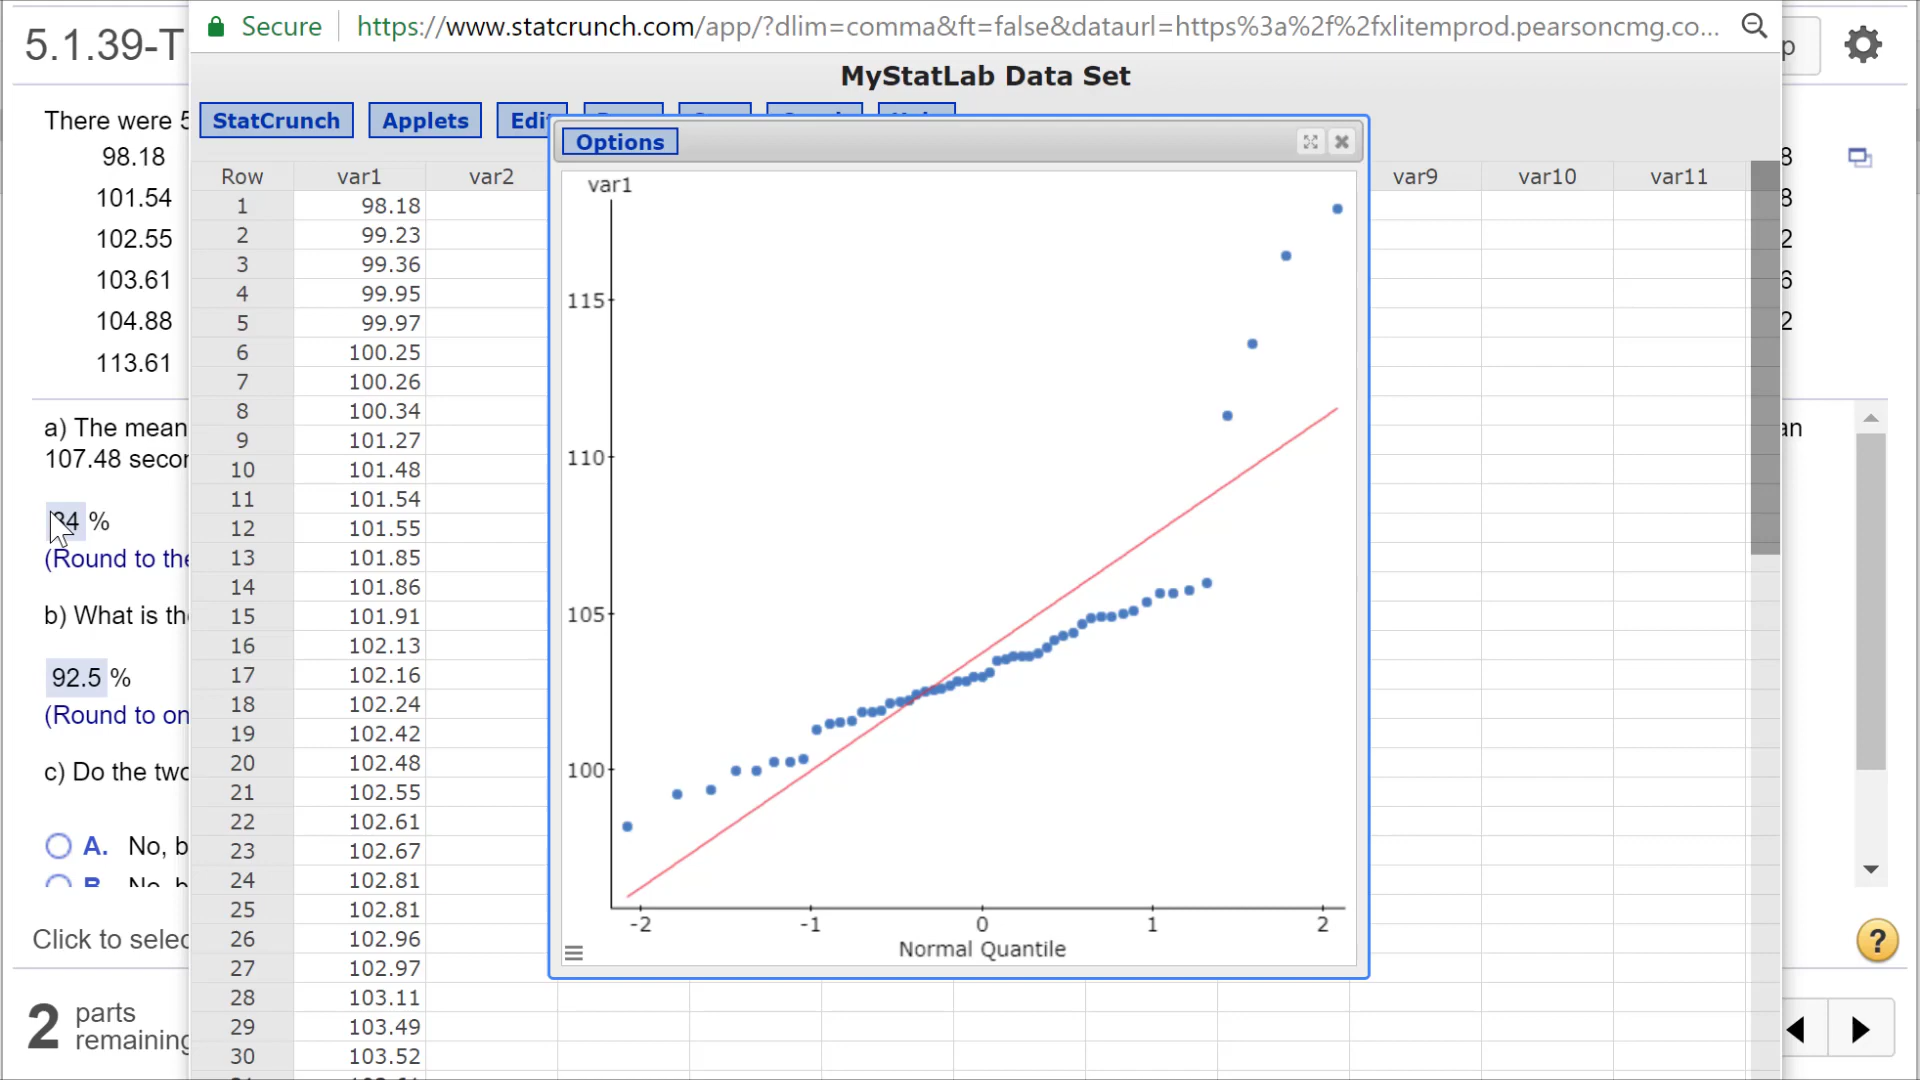 5.1.39-T
Secure https://www.statcrunch.com/app/?dlim=comma&ft=false&dataurl=https%3a%2f%2fxlitemprod.pearsoncmg.co...
MyStatLab Data Set
StatCrunch Applets
Options
There were 5
98.18
101.54
102.55
103.61
104.88
113.61
a) The mean
107.48
%
(Round to the
b) What is the
92.5 %
(Round to on
c) Do the two
A. No, b
Click to selec
2 parts
remaining
Row var1 var2 var9 var10 var11
1 98.18
2 99.23
3 99.36
4 99.95
5 99.97
6 100.25
7 100.26
8 100.34
9 101.27
10 101.48
11 101.54
12 101.55
13 101.85
14 101.86
15 101.91
16 102.13
17 102.16
18 102.24
19 102.42
20 102.48
21 102.55
22 102.61
23 102.67
24 102.81
25 102.81
26 102.96
27 102.97
28 103.11
29 103.49
30 103.52
var1
115
110
105
100
-2 -1 0 1 2
Normal Quantile
8
8
2
6
2
an
?